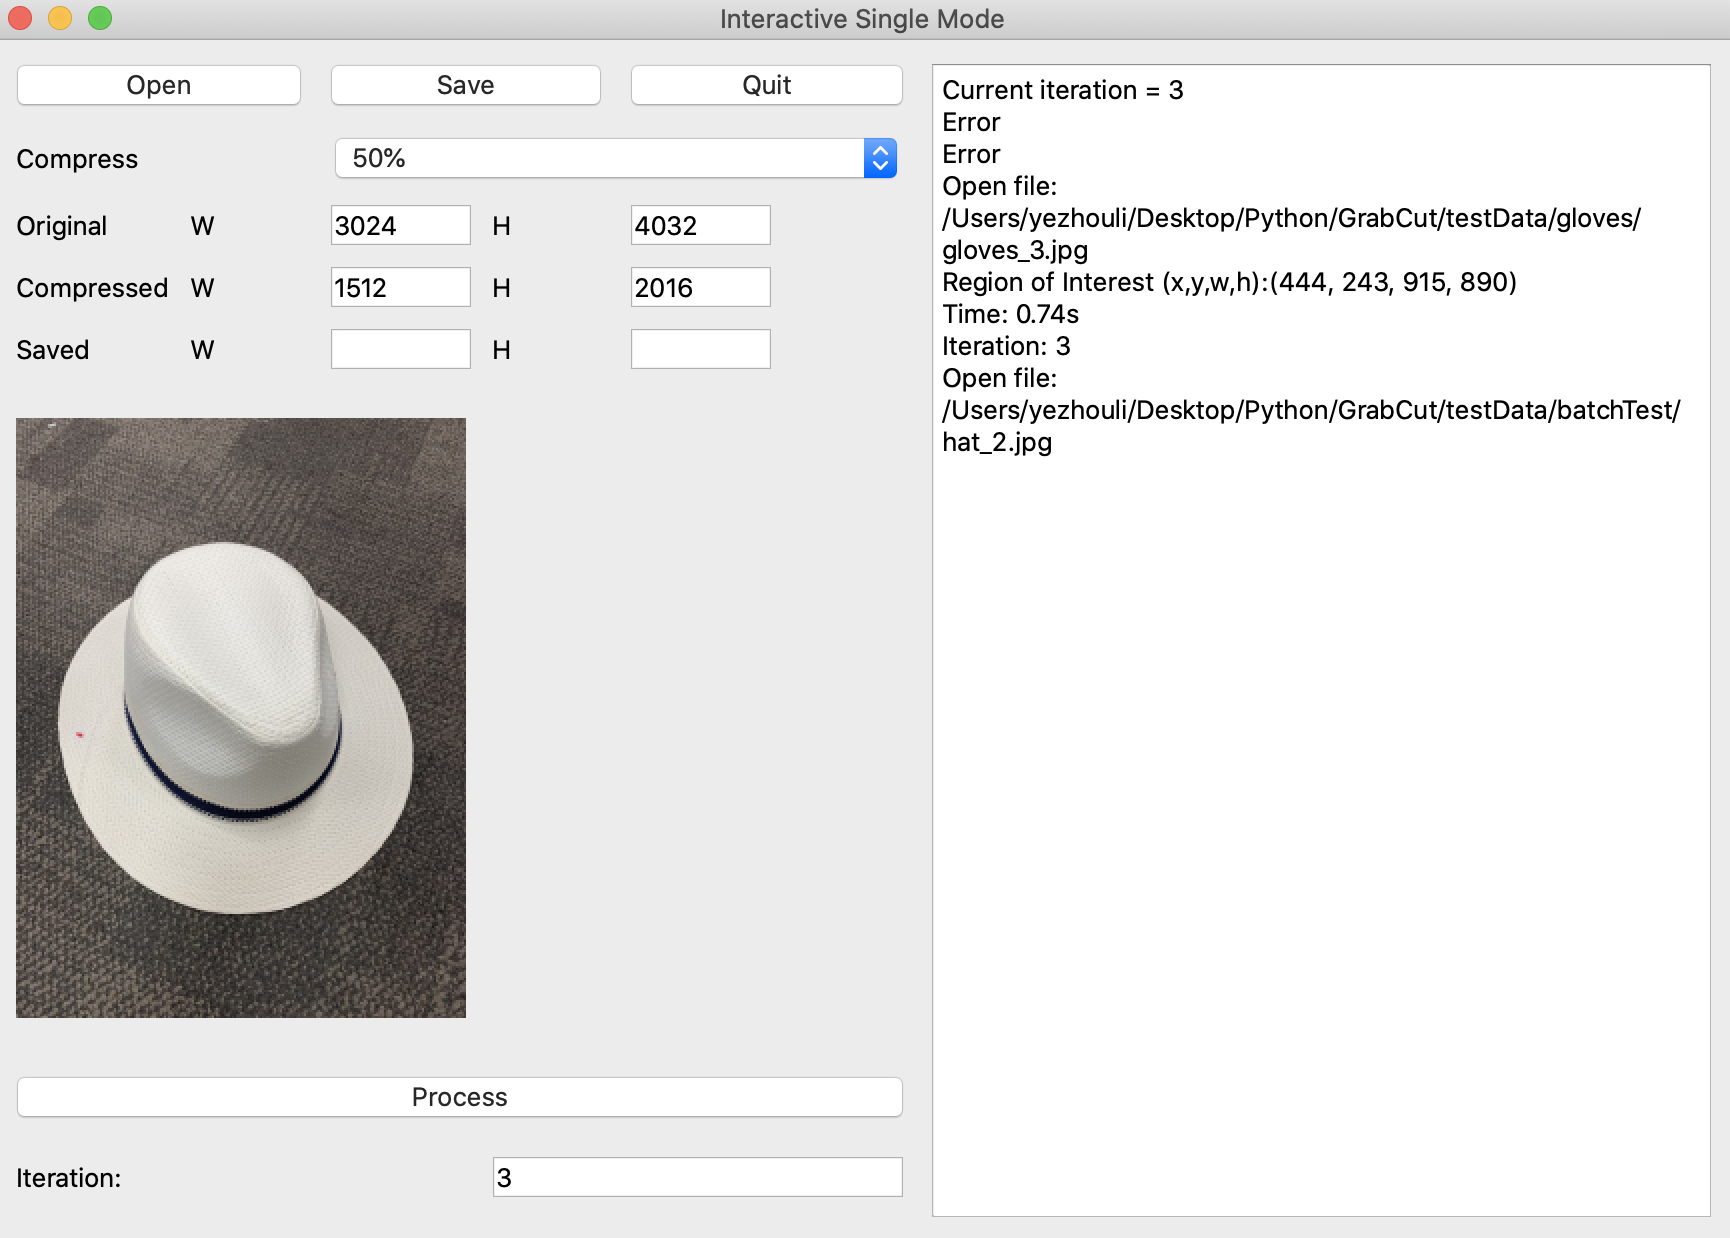 Interactive Single Mode
Open
Save
Quit
Compress
50%
Original W 3024 H 4032
Compressed W 1512 H 2016
Saved W H
Process
Iteration: 3
Current iteration = 3
Error
Error
Open file:
/Users/yezhouli/Desktop/Python/GrabCut/testData/gloves/
gloves_3.jpg
Region of Interest (x,y,w,h):(444, 243, 915, 890)
Time: 0.74s
Iteration: 3
Open file:
/Users/yezhouli/Desktop/Python/GrabCut/testData/batchTest/
hat_2.jpg